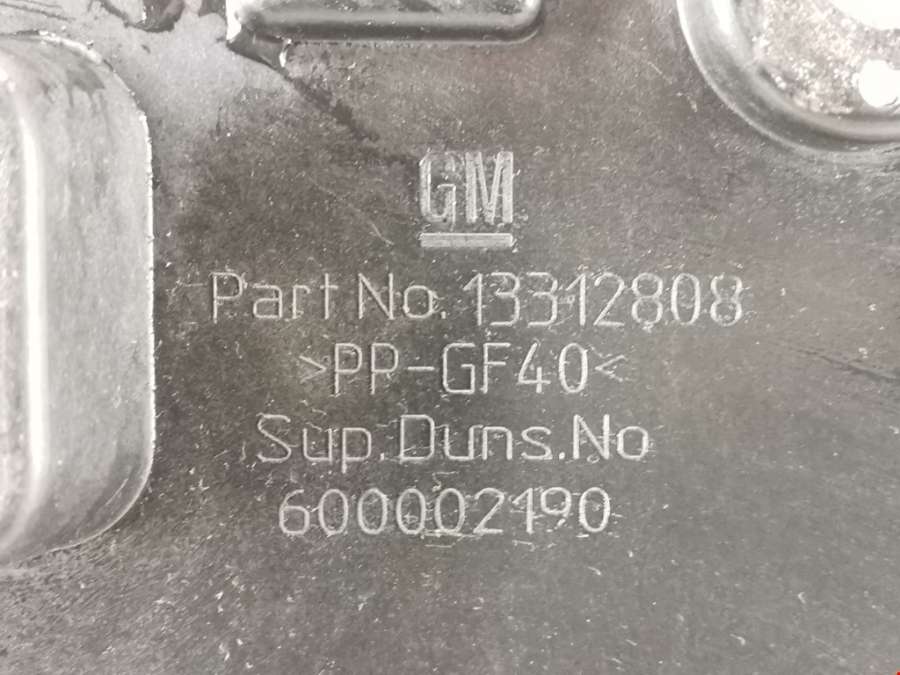 GM
Part No. 13312808
>PP-GF40<
Sup.Duns.No
600002190